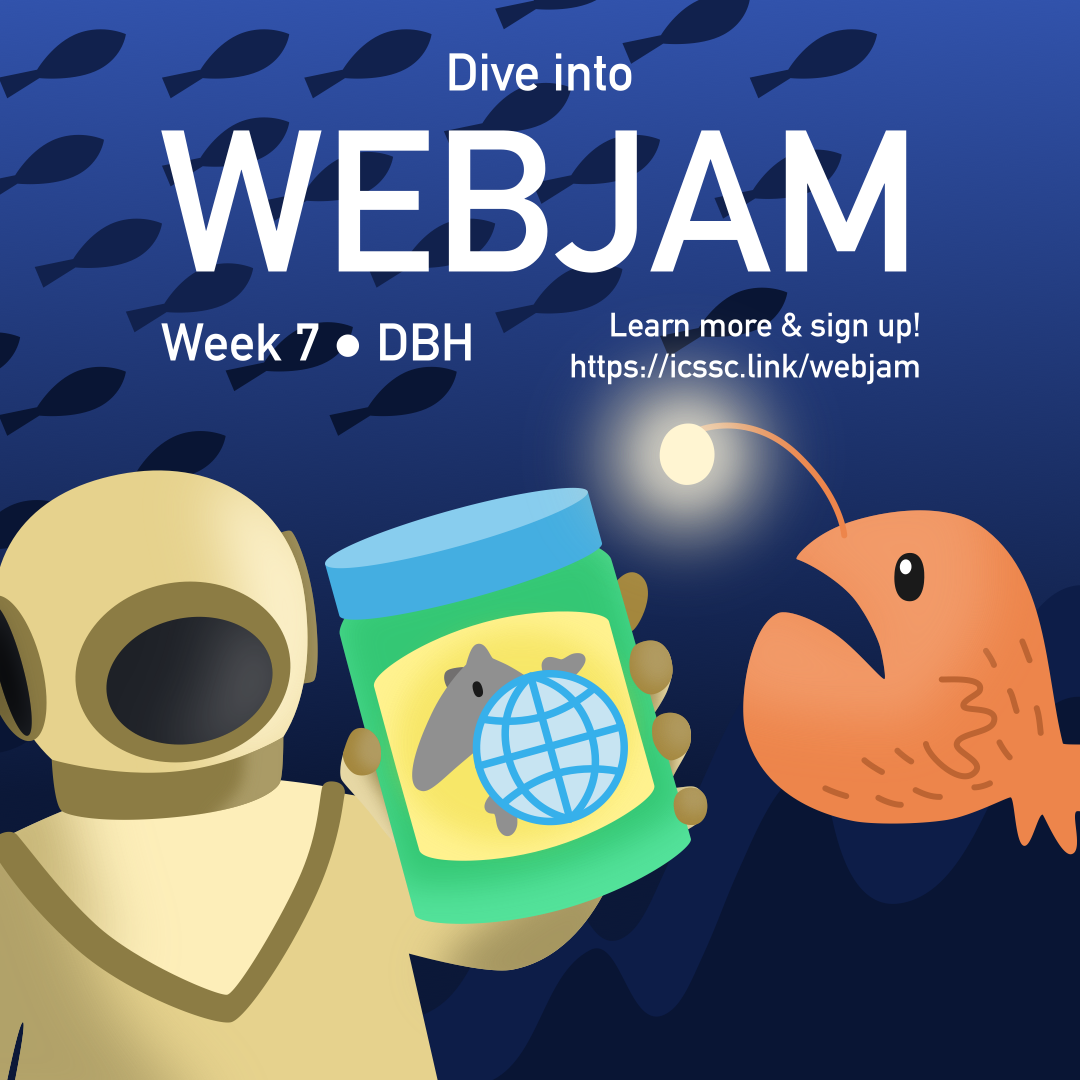 Dive into
WEBJAM
Week 7 • DBH
Learn more & sign up!
https://icssc.link/webjam